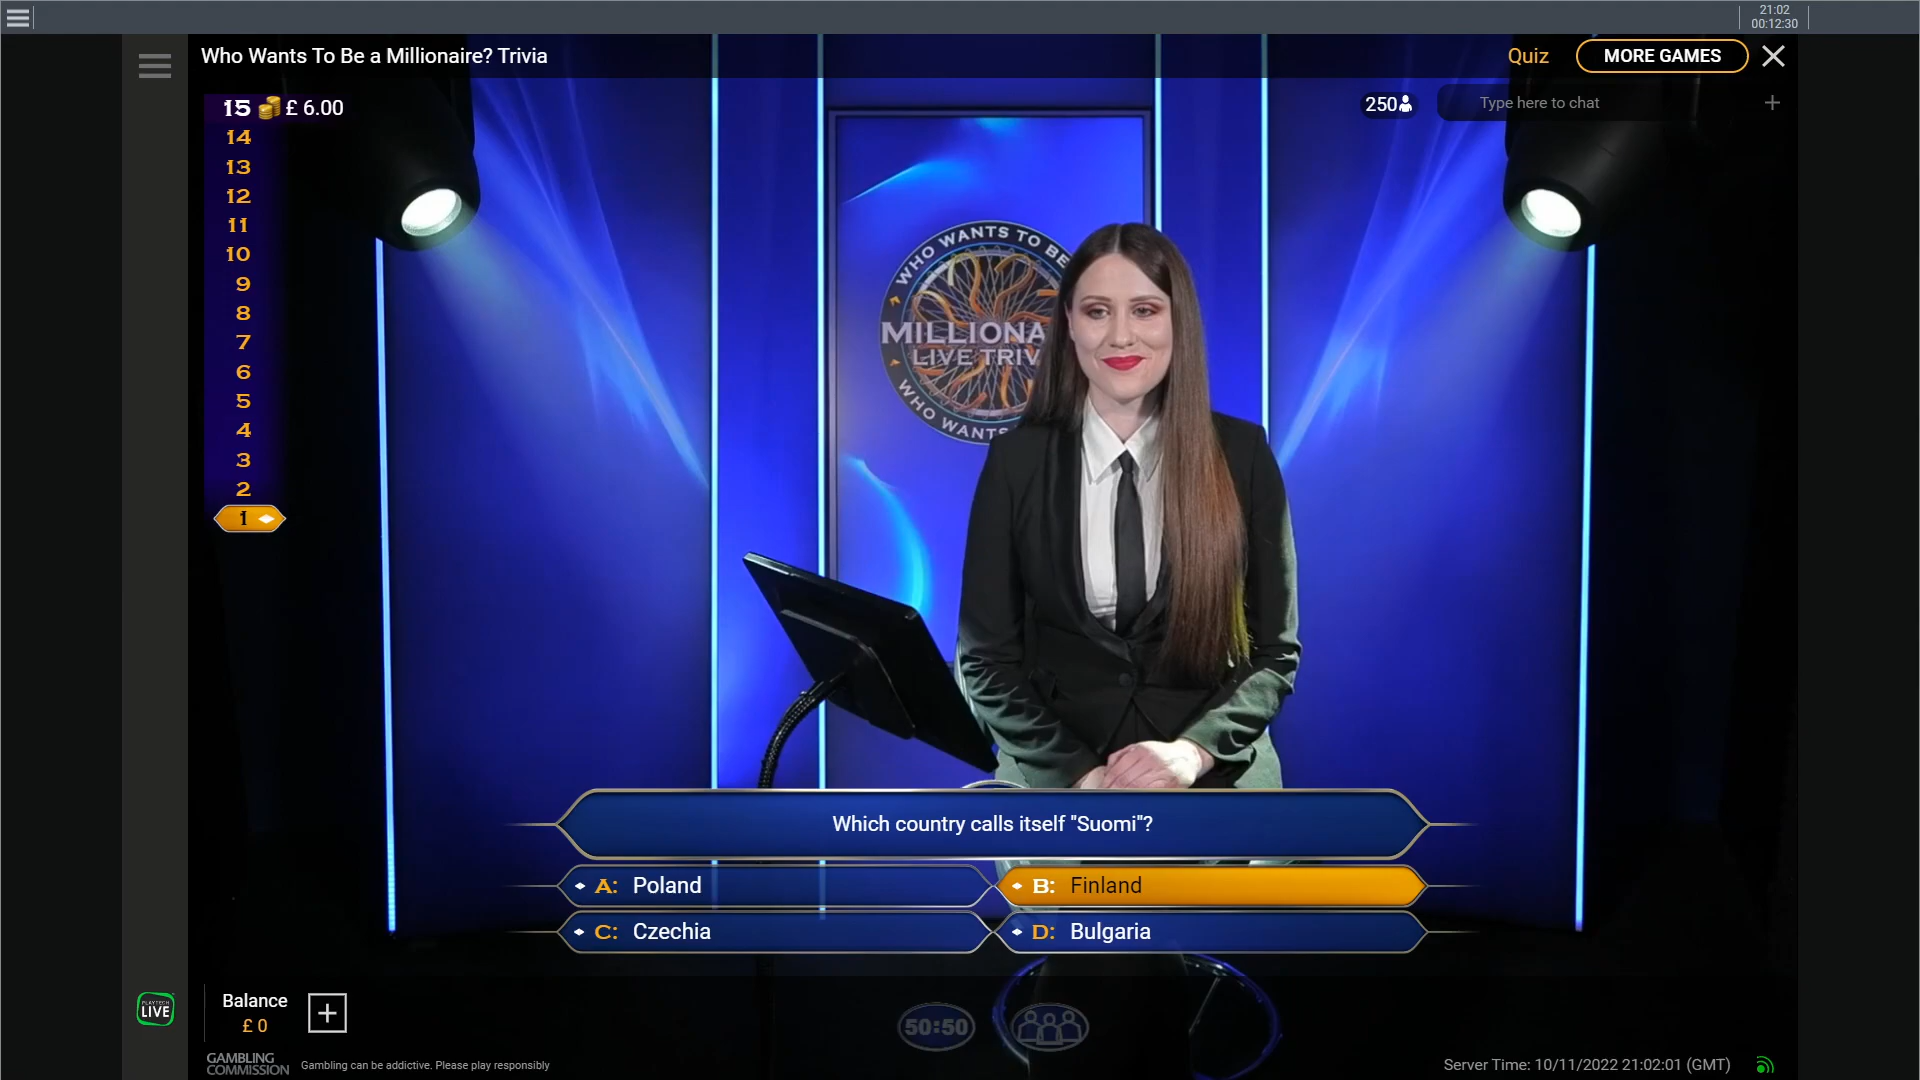 21:02
00:12:30
Who Wants To Be a Millionaire? Trivia
Quiz
MORE GAMES
15 £ 6.00
250
Type here to chat
14
13
12
11
10
9
8
7
6
5
4
3
2
1
WHO WANTS TO BE
MILLIONA
LIVE TRIV
WHO WANTS
Which country calls itself "Suomi"?
A: Poland
B: Finland
C: Czechia
D: Bulgaria
PLAYTECH
LIVE
Balance
£ 0
50:50
GAMBLING
COMMISSION
Gambling can be addictive. Please play responsibly
Server Time: 10/11/2022 21:02:01 (GMT)